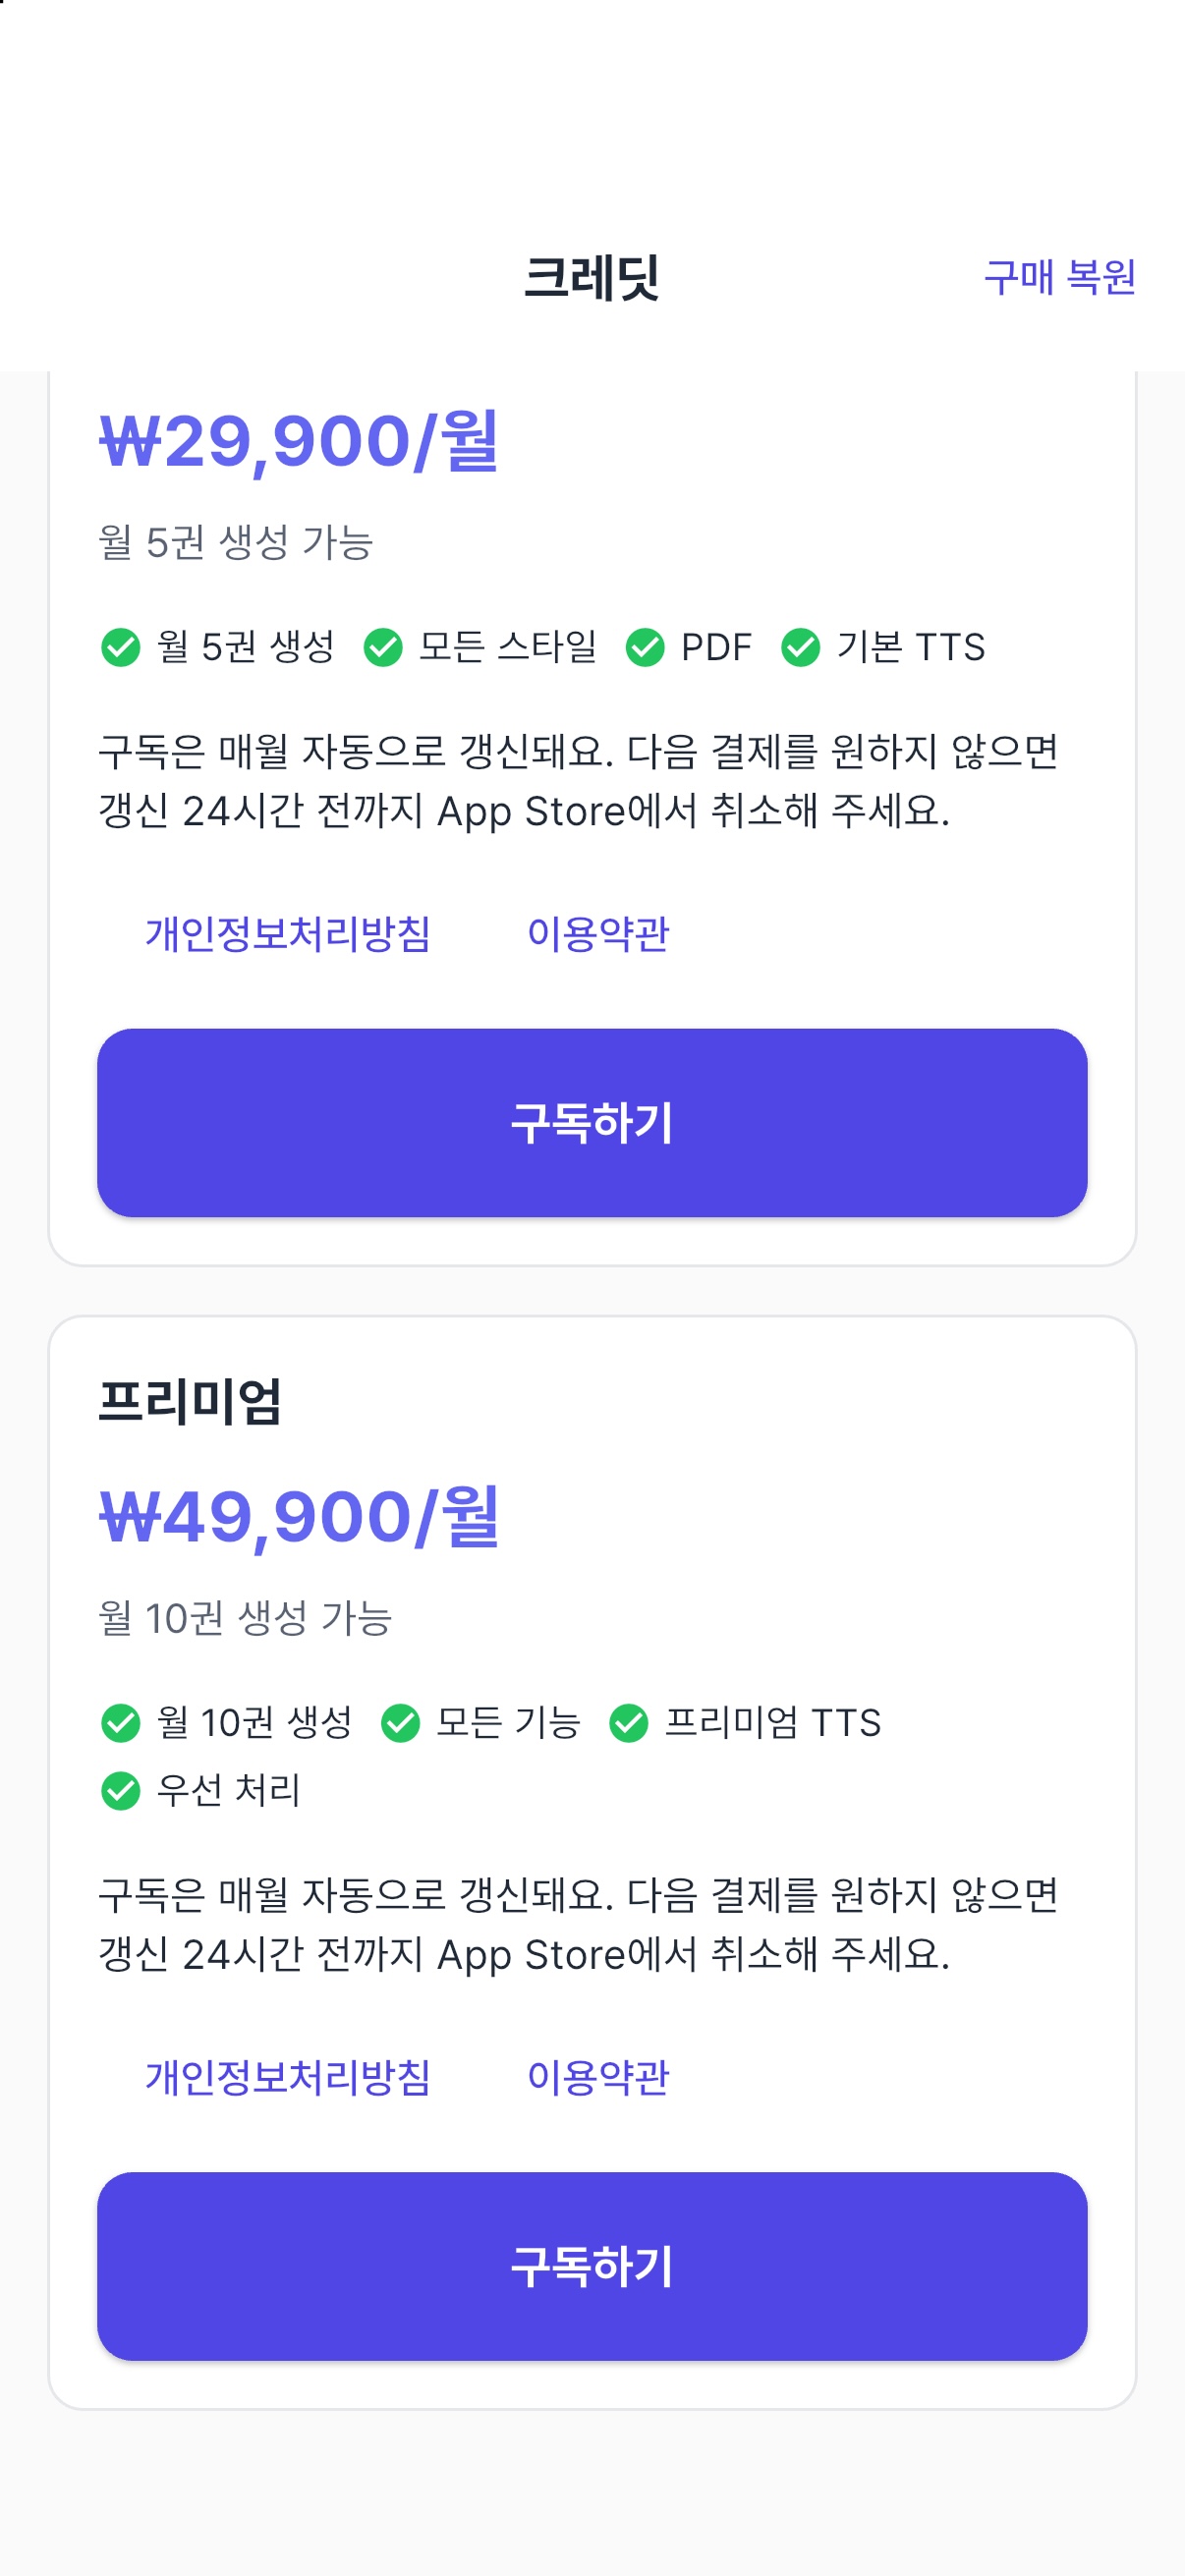 크레딧
구매 복원
₩29,900/월
월 5권 생성 가능
월 5권 생성 모든 스타일 PDF 기본 TTS
구독은 매월 자동으로 갱신돼요. 다음 결제를 원하지 않으면
갱신 24시간 전까지 App Store에서 취소해 주세요.
개인정보처리방침 이용약관
구독하기
프리미엄
₩49,900/월
월 10권 생성 가능
월 10권 생성 모든 기능 프리미엄 TTS
우선 처리
구독은 매월 자동으로 갱신돼요. 다음 결제를 원하지 않으면
갱신 24시간 전까지 App Store에서 취소해 주세요.
개인정보처리방침 이용약관
구독하기